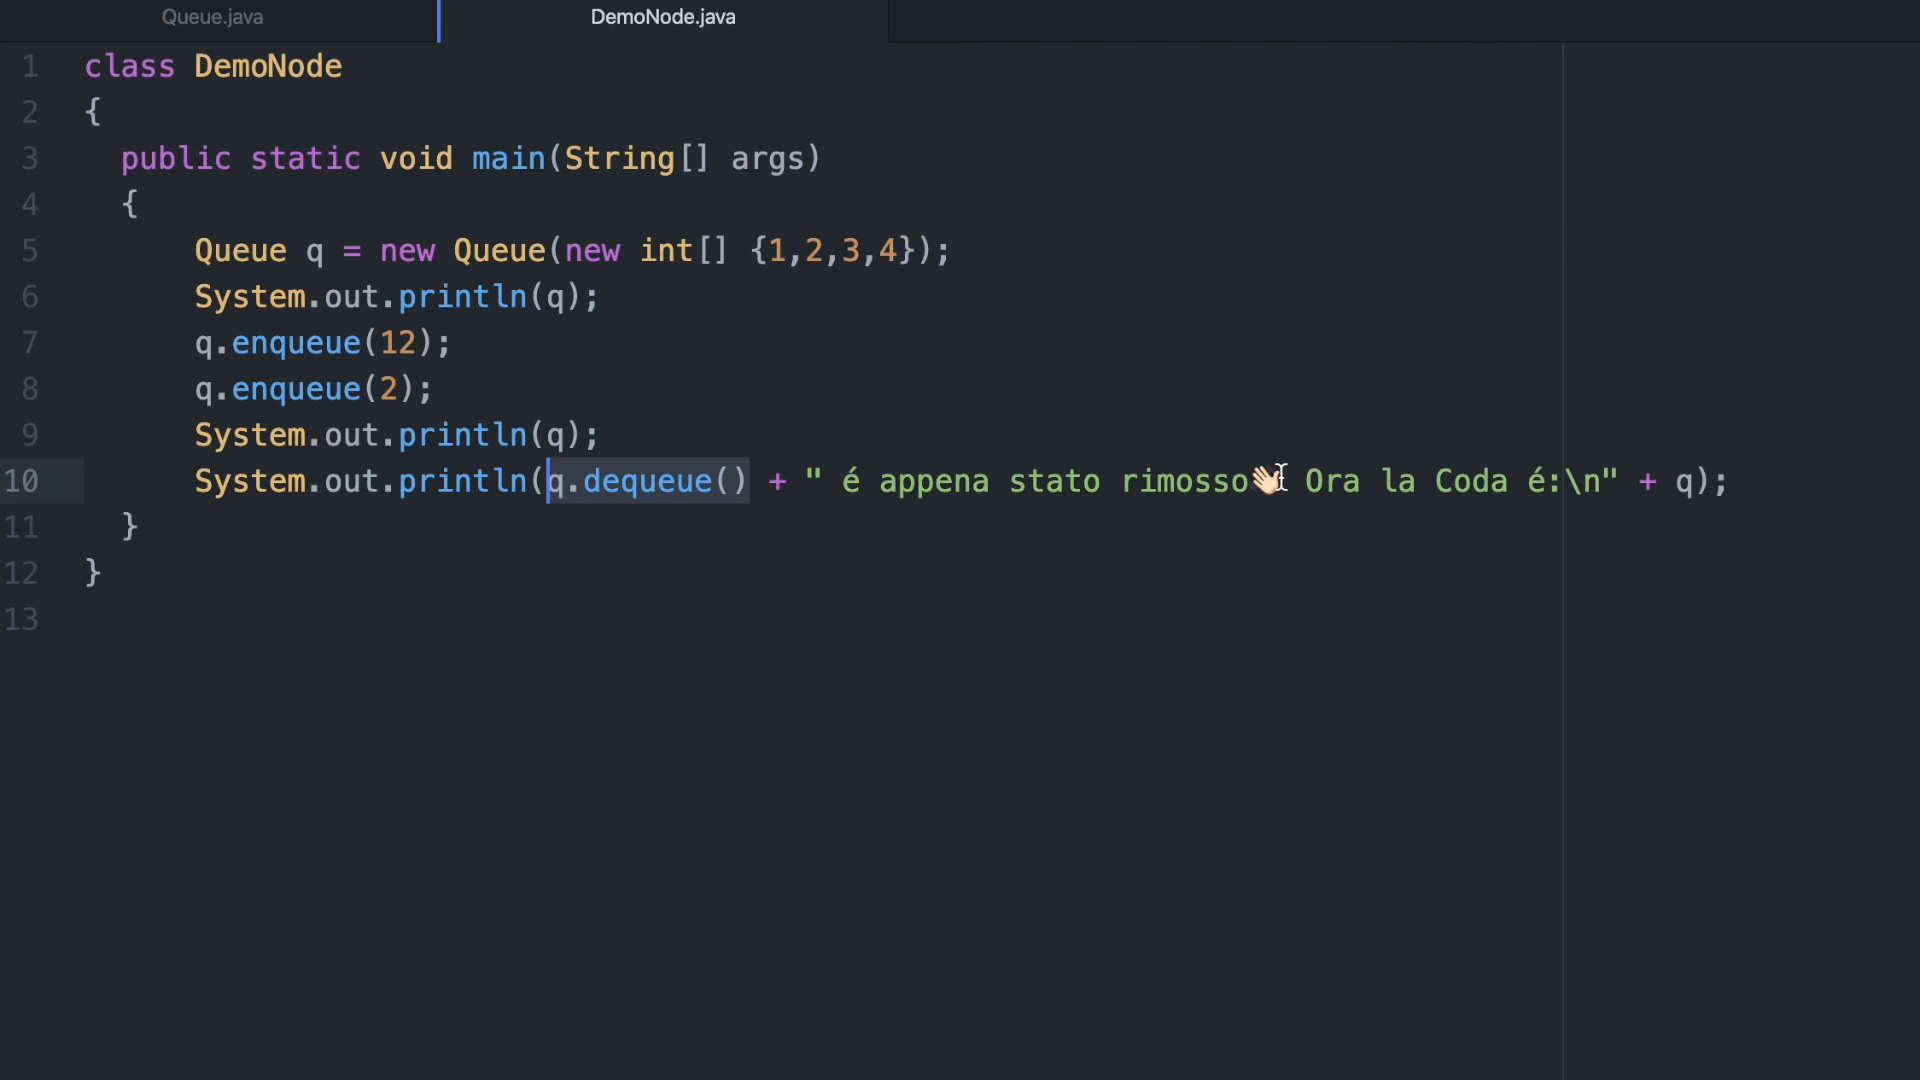 Queue.java
DemoNode.java
1 class DemoNode
2 {
3 public static void main(String[] args)
4 {
5 Queue q = new Queue(new int[] {1,2,3,4});
6 System.out.println(q);
7 q.enqueue(12);
8 q.enqueue(2);
9 System.out.println(q);
10 System.out.println(q.dequeue() + " é appena stato rimosso👋🏻 Ora la Coda é:\n" + q);
11 }
12 }
13